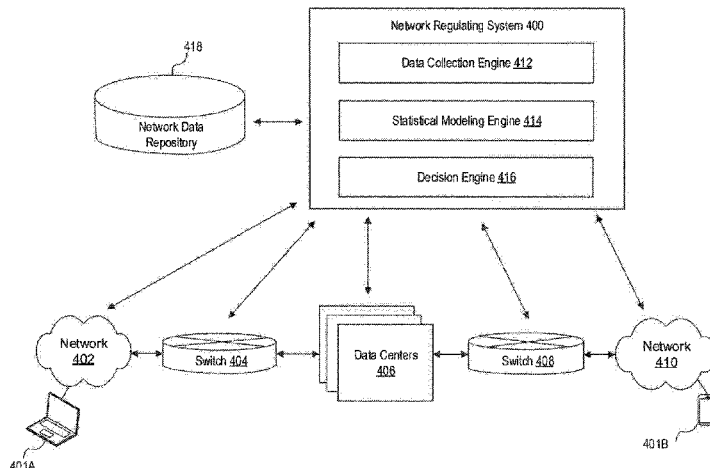 418
Network Regulating System 400
Data Collection Engine 412
Network Data
Repository
Statistical Modeling Engine 414
Decision Engine 416
Network
402
Switch 404
Data Centers
406
Switch 408
Network
410
401A
401B